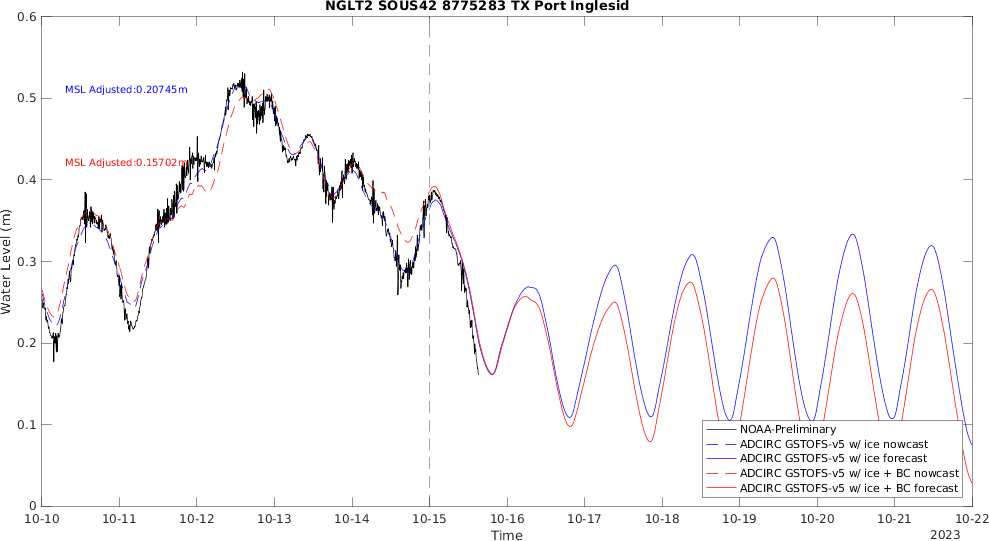 NGLT2 SOUS42 8775283 TX Port Inglesid
0.6
0.5
0.4
0.3
0.2
0.1
0
Water Level (m)
MSL Adjusted:0.20745m
MSL Adjusted:0.15702m
NOAA-Preliminary
ADCIRC GSTOFS-v5 w/ ice nowcast
ADCIRC GSTOFS-v5 w/ ice forecast
ADCIRC GSTOFS-v5 w/ ice + BC nowcast
ADCIRC GSTOFS-v5 w/ ice + BC forecast
10-10 10-11 10-12 10-13 10-14 10-15 10-16 10-17 10-18 10-19 10-20 10-21 10-22
Time
2023